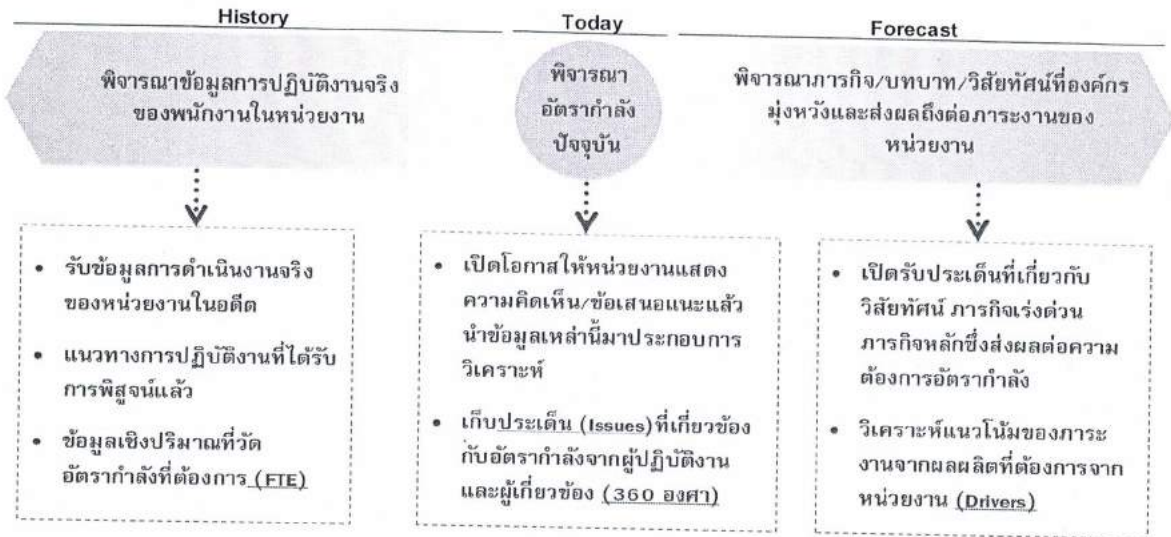 History
พิจารณาข้อมูลการปฏิบัติงานจริง
ของพนักงานในหน่วยงาน
Today
พิจารณา
อัตรากำลัง
ปัจจุบัน
Forecast
พิจารณาภารกิจ/บทบาท/วิสัยทัศน์ที่องค์กร
มุ่งหวังและส่งผลถึงต่อภาระงานของ
หน่วยงาน
• รับข้อมูลการดำเนินงานจริง
ของหน่วยงานในอดีต
• แนวทางการปฏิบัติงานที่ได้รับ
การพิสูจน์แล้ว
• ข้อมูลเชิงปริมาณที่วัด
อัตรากำลังที่ต้องการ (FTE)
• เปิดโอกาสให้หน่วยงานแสดง
ความคิดเห็น/ข้อเสนอแนะแล้ว
นำข้อมูลเหล่านี้มาประกอบการ
วิเคราะห์
• เก็บประเด็น (Issues)ที่เกี่ยวข้อง
กับอัตรากำลังจากผู้ปฏิบัติงาน
และผู้เกี่ยวข้อง (360 องศา)
• เปิดรับประเด็นที่เกี่ยวกับ
วิสัยทัศน์ ภารกิจเร่งด่วน
ภารกิจหลักซึ่งส่งผลต่อความ
ต้องการอัตรากำลัง
• วิเคราะห์แนวโน้มของภาระ
งานจากผลผลิตที่ต้องการจาก
หน่วยงาน (Drivers)